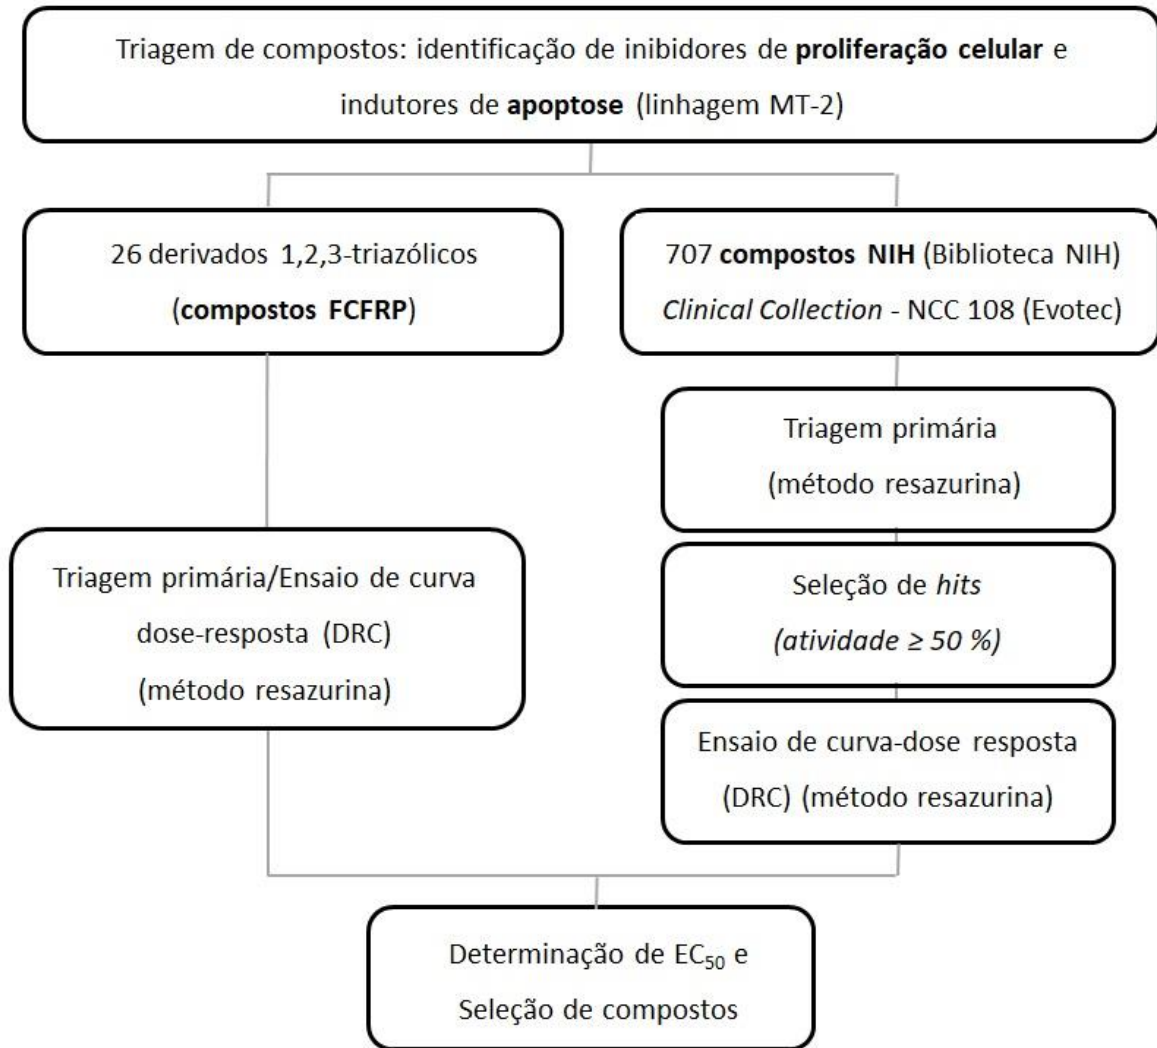 Triagem de compostos: identificação de inibidores de proliferação celular e
indutores de apoptose (linhagem MT-2)
26 derivados 1,2,3-triazólicos
(compostos FCFRP)
707 compostos NIH (Biblioteca NIH)
Clinical Collection - NCC 108 (Evotec)
Triagem primária
(método resazurina)
Triagem primária/Ensaio de curva
dose-resposta (DRC)
(método resazurina)
Seleção de hits
(atividade ≥ 50 %)
Ensaio de curva-dose resposta
(DRC) (método resazurina)
Determinação de EC₅₀ e
Seleção de compostos